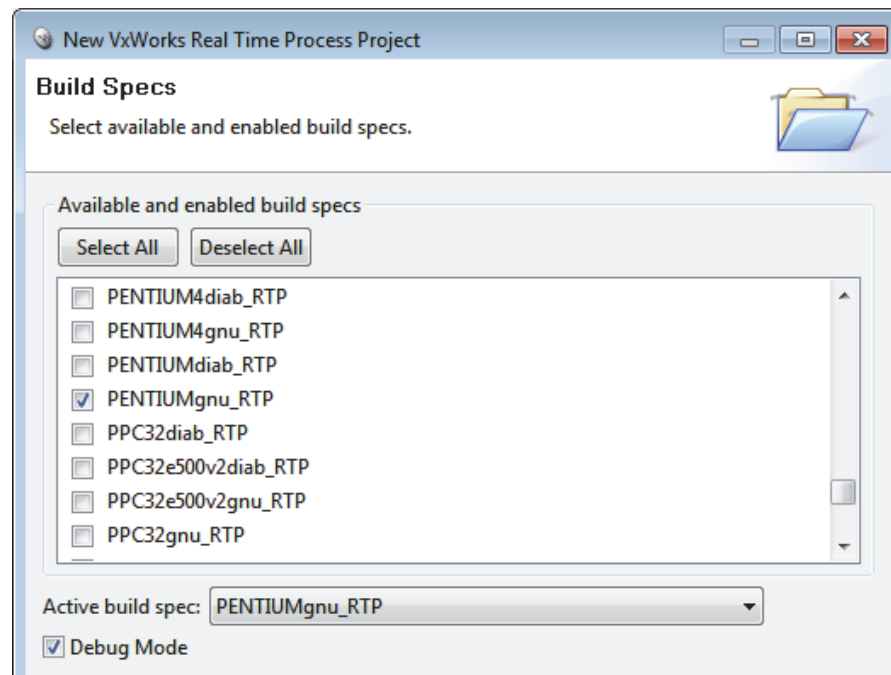 New VxWorks Real Time Process Project
Build Specs
Select available and enabled build specs.
Available and enabled build specs
Select All Deselect All
PENTIUM4diab_RTP
PENTIUM4gnu_RTP
PENTIUMdiab_RTP
PENTIUMgnu_RTP
PPC32diab_RTP
PPC32e500v2diab_RTP
PPC32e500v2gnu_RTP
PPC32gnu_RTP
Active build spec: PENTIUMgnu_RTP
Debug Mode